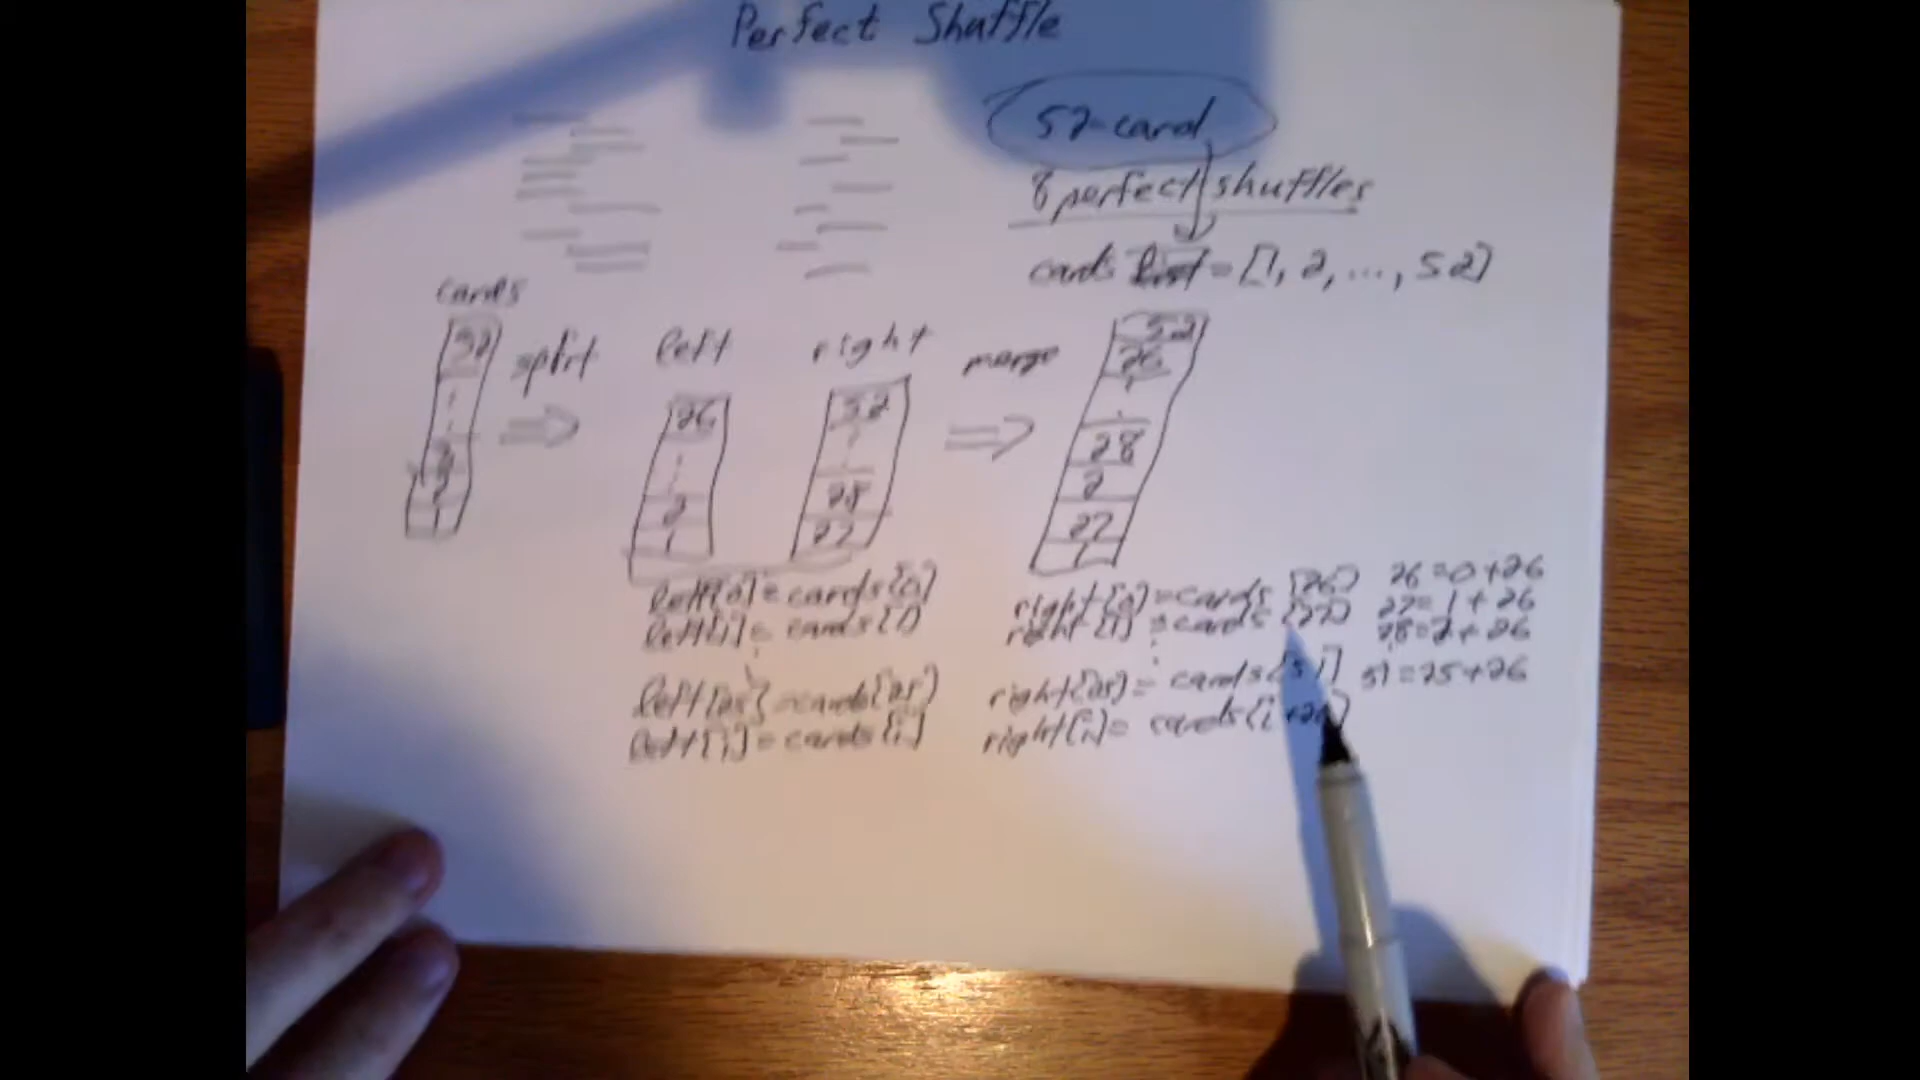 Perfect Shuffle
52-card
8 perfect shuffles
cards = [1, 2, ..., 52]
cards
split
left
right
merge
52
2
1
26
2
1
52
28
27
52
26
28
2
27
1
left[0] = cards[0]
left[1] = cards[1]
left[25] = cards[25]
left[i] = cards[i]
right[0] = cards[26]
right[1] = cards[27]
right[25] = cards[51]
right[i] = cards[i+26]
26 = 0 + 26
27 = 1 + 26
28 = 2 + 26
51 = 25 + 26